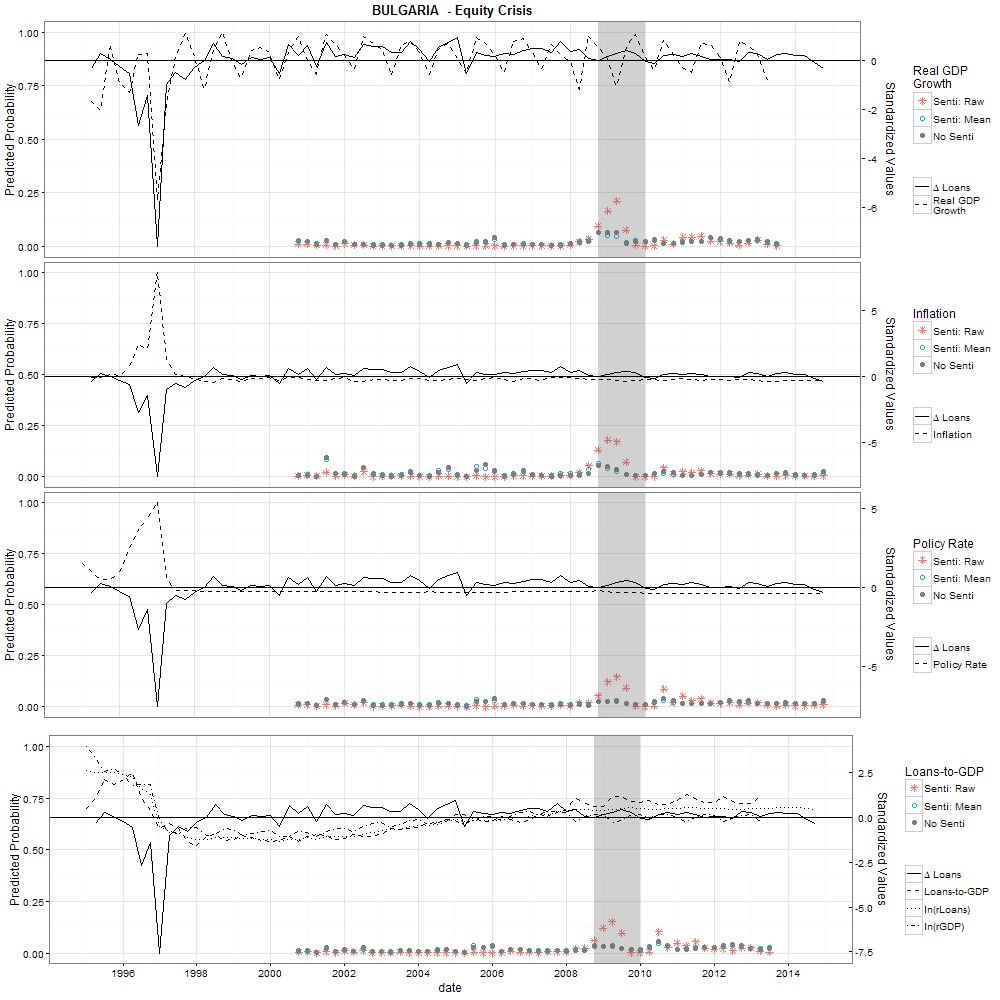 BULGARIA - Equity Crisis
Predicted Probability
1.00
0.75
0.50
0.25
0.00
0
-2
-4
-6
Standardized Values
Real GDP
Growth
Senti: Raw
Senti: Mean
No Senti
Δ Loans
Real GDP
Growth
Predicted Probability
1.00
0.75
0.50
0.25
0.00
5
0
-5
Standardized Values
Inflation
Senti: Raw
Senti: Mean
No Senti
Δ Loans
Inflation
Predicted Probability
1.00
0.75
0.50
0.25
0.00
5
0
-5
Standardized Values
Policy Rate
Senti: Raw
Senti: Mean
No Senti
Δ Loans
Policy Rate
Predicted Probability
1.00
0.75
0.50
0.25
0.00
2.5
0.0
-2.5
-5.0
-7.5
Standardized Values
Loans-to-GDP
Senti: Raw
Senti: Mean
No Senti
Δ Loans
Loans-to-GDP
ln(rLoans)
ln(rGDP)
1996 1998 2000 2002 2004 2006 2008 2010 2012 2014
date